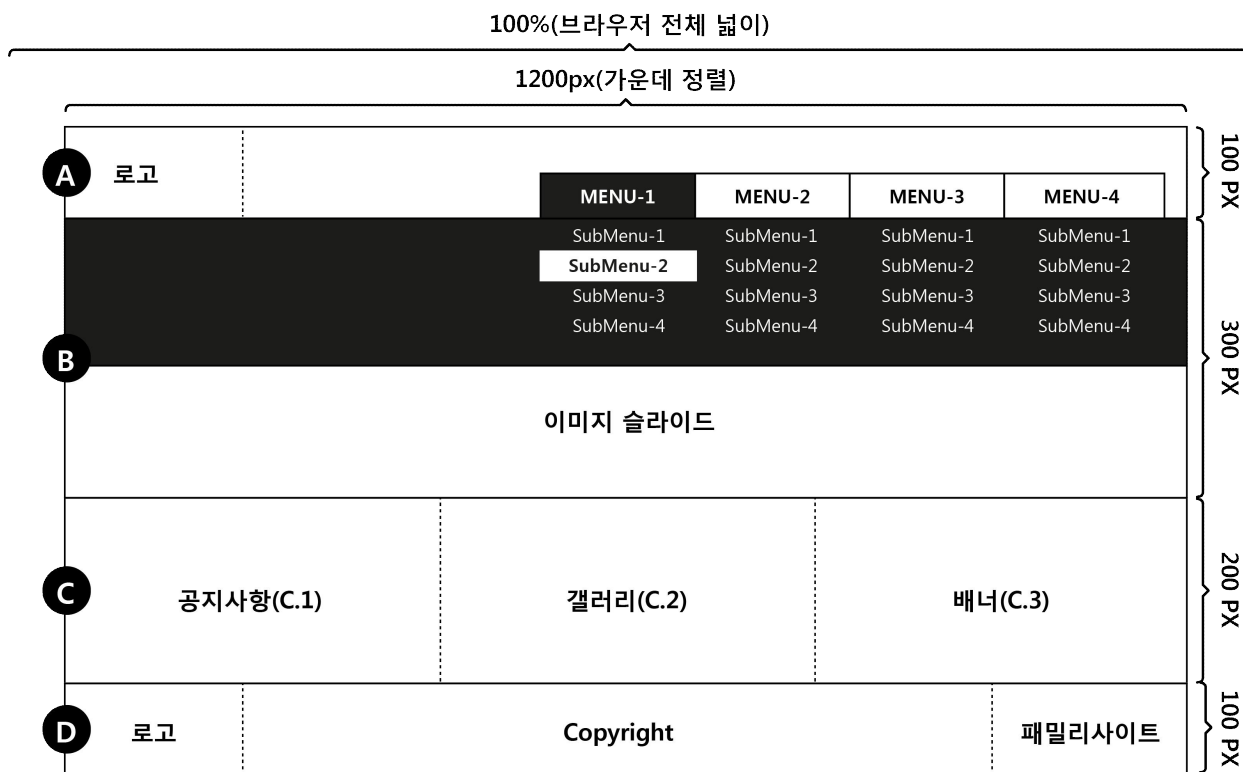 100%(브라우저 전체 넓이)
1200px(가운데 정렬)
A
로고
MENU-1 MENU-2 MENU-3 MENU-4
100 PX
SubMenu-1 SubMenu-1 SubMenu-1 SubMenu-1
SubMenu-2 SubMenu-2 SubMenu-2 SubMenu-2
SubMenu-3 SubMenu-3 SubMenu-3 SubMenu-3
SubMenu-4 SubMenu-4 SubMenu-4 SubMenu-4
B
이미지 슬라이드
300 PX
C
공지사항(C.1) 갤러리(C.2) 배너(C.3)
200 PX
D
로고 Copyright 패밀리사이트
100 PX